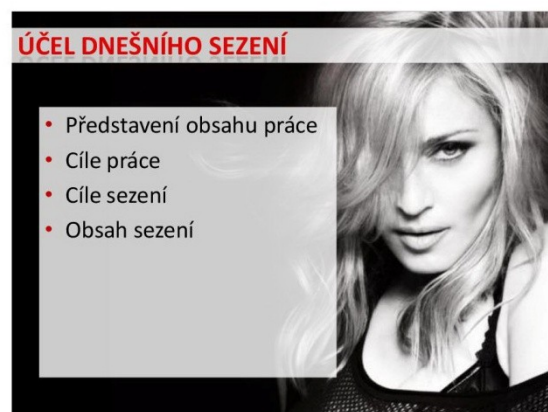 ÚČEL DNEŠNÍHO SEZENÍ
• Představení obsahu práce
• Cíle práce
• Cíle sezení
• Obsah sezení